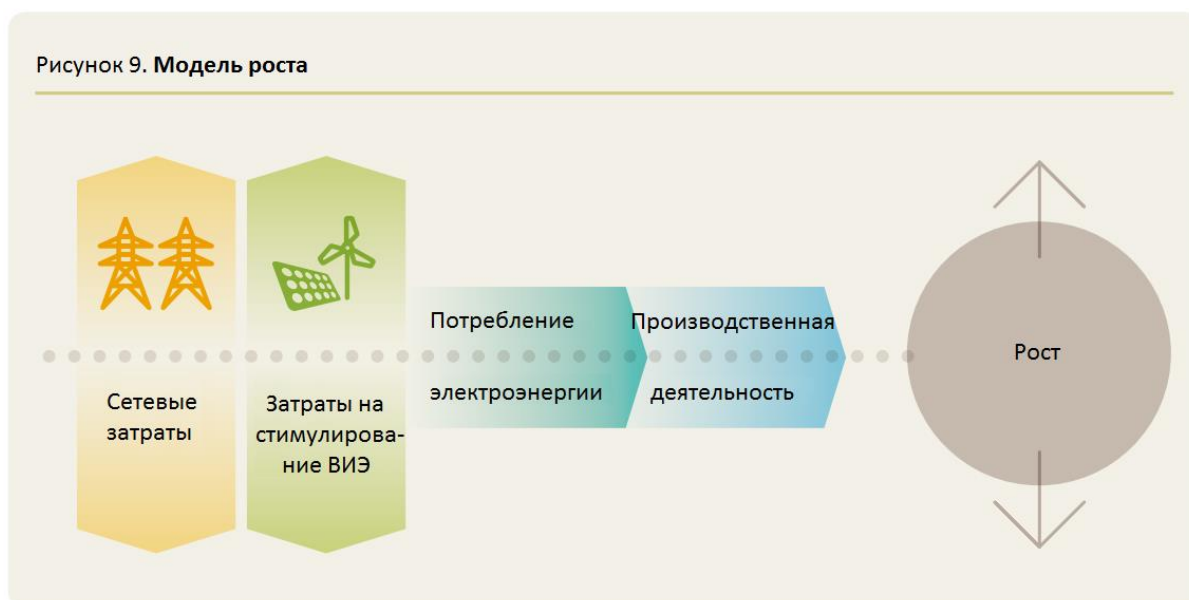 Рисунок 9. Модель роста
Сетевые
затраты
Затраты на
стимулирова-
ние ВИЭ
Потребление
электроэнергии
Производственная
деятельность
Рост